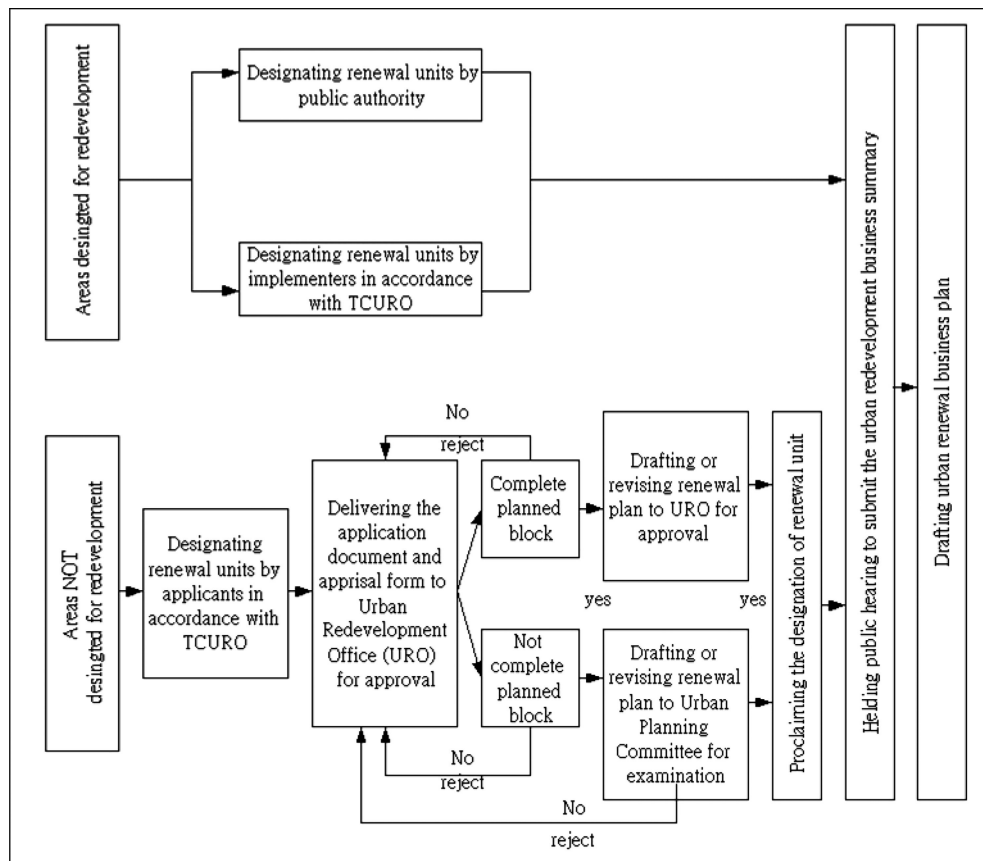 Areas desingted for redevelopment
Designating renewal units by
public authority
Designating renewal units by
implementers in accordance
with TCURO
Areas NOT
desingted for redevelopment
Designating
renewal units by
applicants in
accordance with
TCURO
Delivering the
application
document and
apprisal form to
Urban
Redevelopment
Office (URO)
for approval
No
reject
Complete
planned
block
Not
complete
planned
block
No
reject
Drafting or
revising renewal
plan to URO for
approval
yes
yes
Drafting or
revising renewal
plan to Urban
Planning
Committee for
examination
No
reject
Proclaiming the designation of renewal unit
Helding public hearing to submit the urban redevelopment business summary
Drafting urban renewal business plan